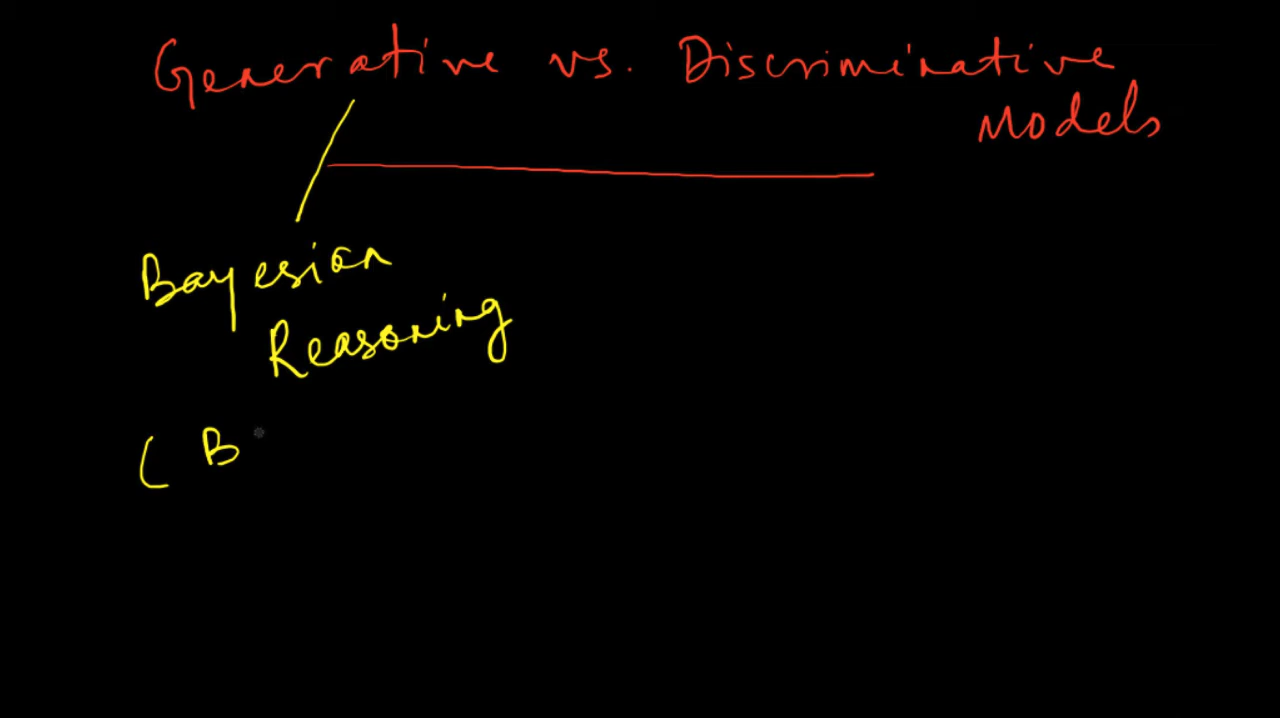 Generative vs. Discriminative
Models
Bayesian
Reasoning
( B